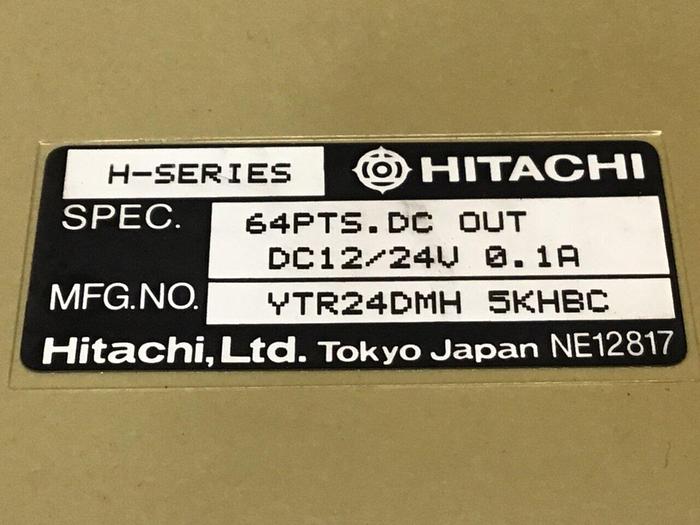 H-SERIES HITACHI
SPEC. 64PTS.DC OUT
DC12/24V 0.1A
MFG.NO. YTR24DMH 5KHBC
Hitachi, Ltd. Tokyo Japan NE12817